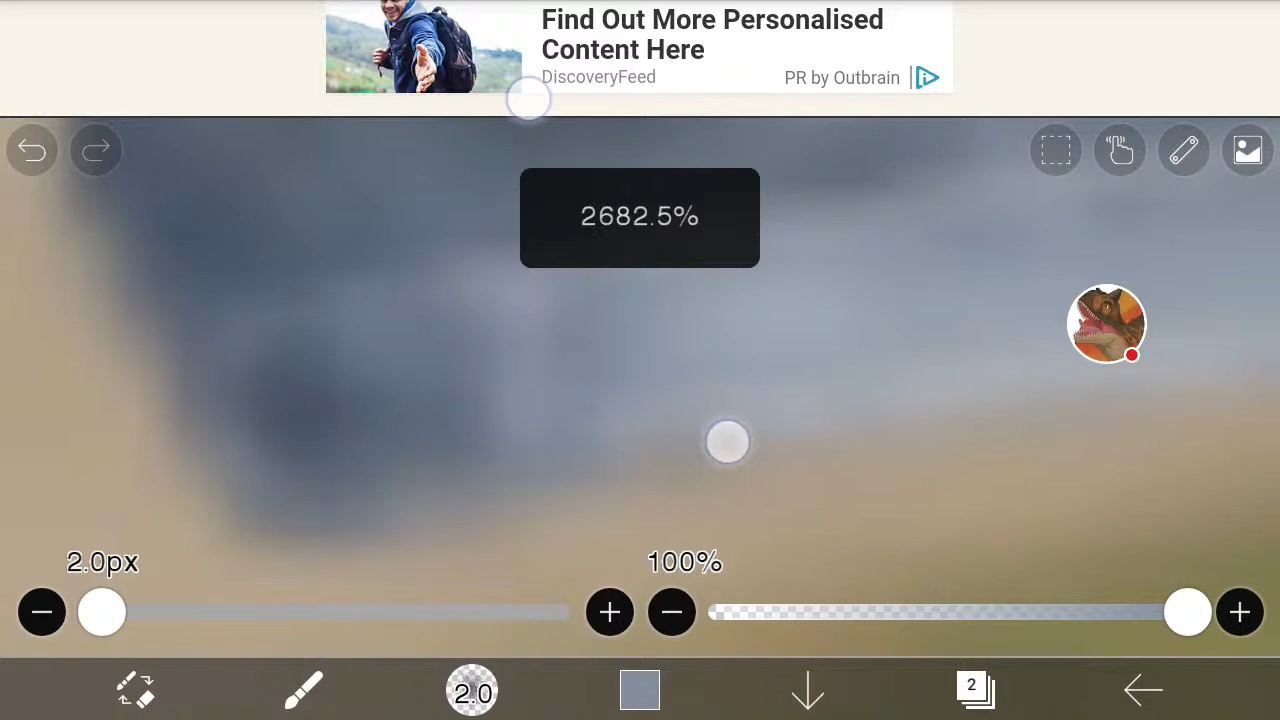 Find Out More Personalised
Content Here
DiscoveryFeed
PR by Outbrain
2682.5%
2.0px
100%
2.0
2